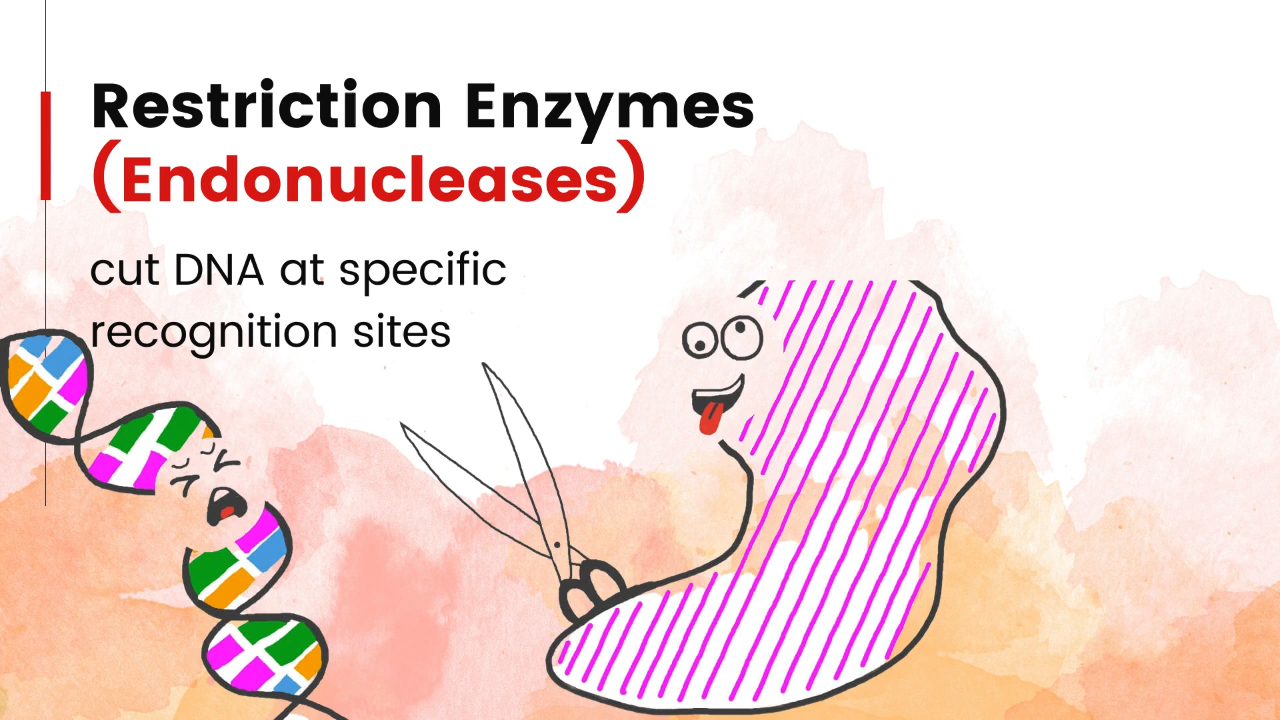 Restriction Enzymes
(Endonucleases)
cut DNA at specific
recognition sites